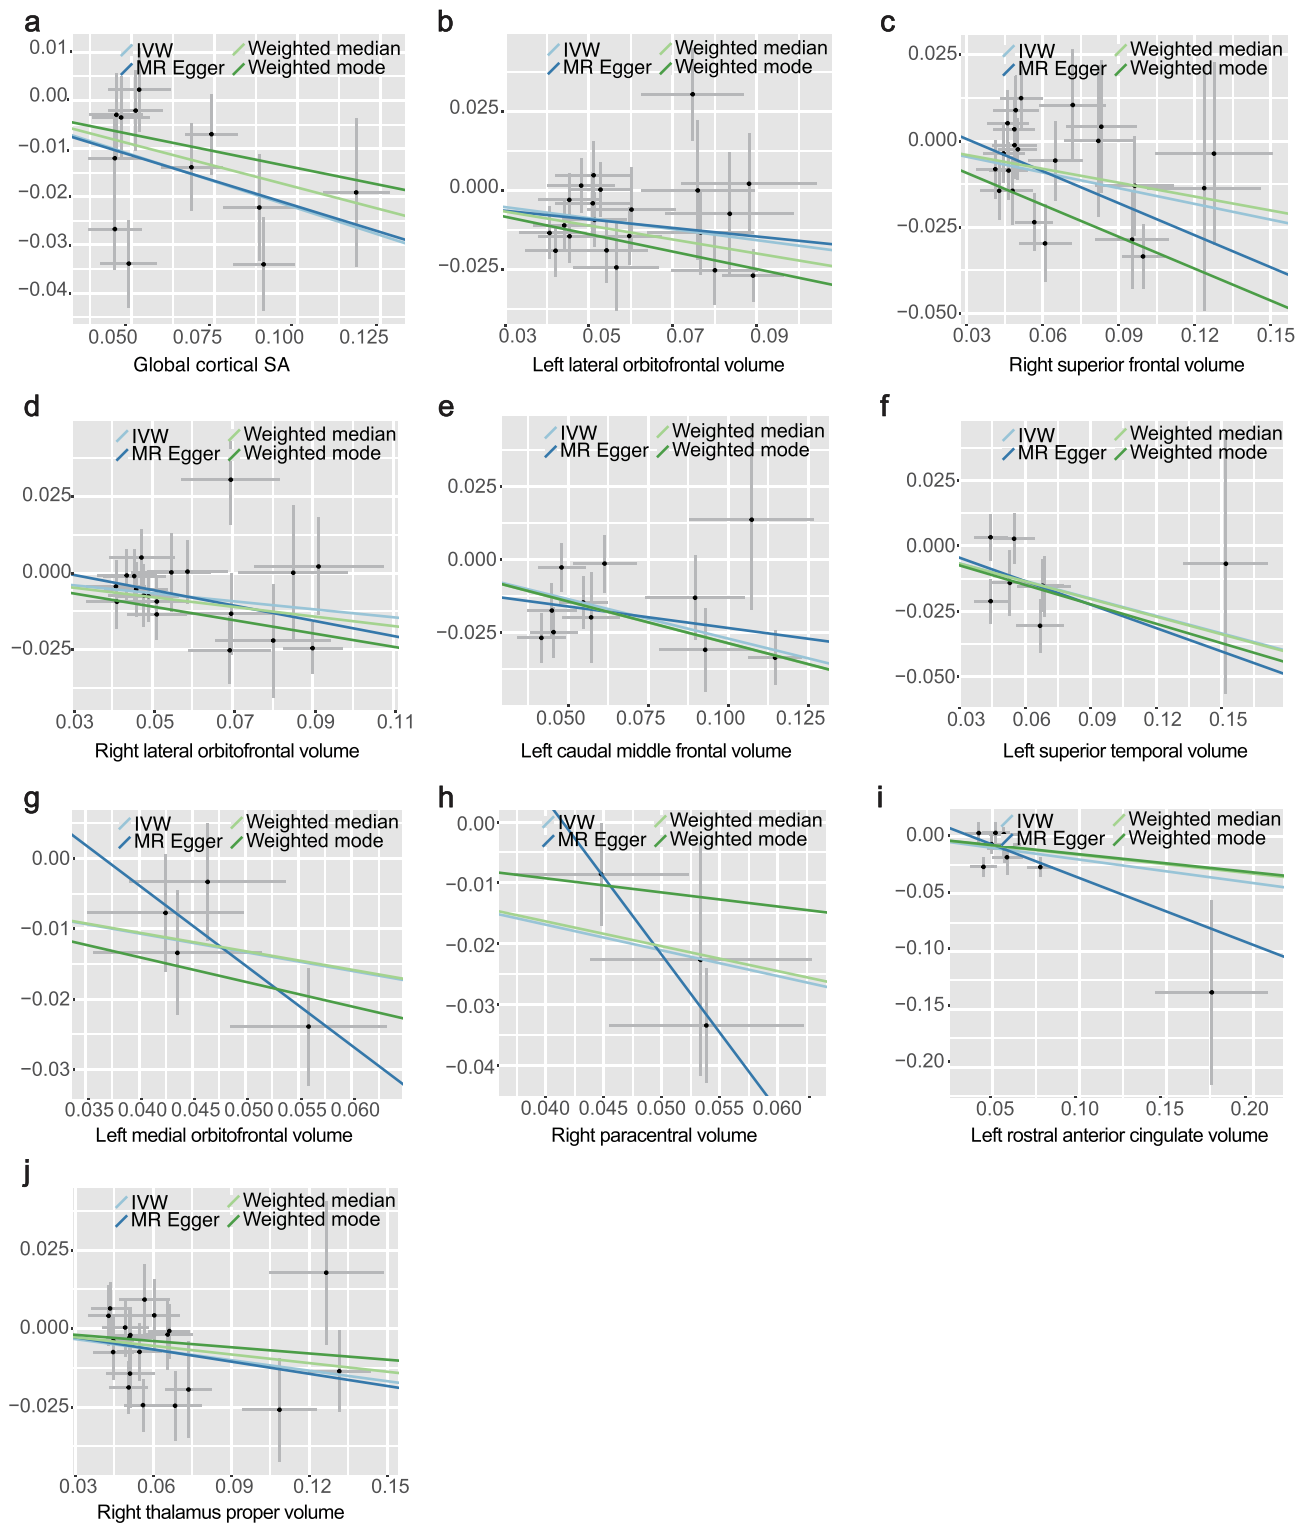 a
IVW
Weighted median
MR Egger
Weighted mode
0.01
0.00
−0.01
−0.02
−0.03
−0.04
0.050 0.075 0.100 0.125
Global cortical SA
b
IVW
Weighted median
MR Egger
Weighted mode
0.025
0.000
−0.025
0.03 0.05 0.07 0.09
Left lateral orbitofrontal volume
c
IVW
Weighted median
MR Egger
Weighted mode
0.025
0.000
−0.025
−0.050
0.03 0.06 0.09 0.12 0.15
Right superior frontal volume
d
IVW
Weighted median
MR Egger
Weighted mode
0.025
0.000
−0.025
0.03 0.05 0.07 0.09 0.11
Right lateral orbitofrontal volume
e
IVW
Weighted median
MR Egger
Weighted mode
0.025
0.000
−0.025
0.050 0.075 0.100 0.125
Left caudal middle frontal volume
f
IVW
Weighted median
MR Egger
Weighted mode
0.025
0.000
−0.025
−0.050
0.03 0.06 0.09 0.12 0.15
Left superior temporal volume
g
IVW
Weighted median
MR Egger
Weighted mode
0.00
−0.01
−0.02
−0.03
0.035 0.040 0.045 0.050 0.055 0.060
Left medial orbitofrontal volume
h
IVW
Weighted median
MR Egger
Weighted mode
0.00
−0.01
−0.02
−0.03
−0.04
0.040 0.045 0.050 0.055 0.060
Right paracentral volume
i
IVW
Weighted median
MR Egger
Weighted mode
0.00
−0.05
−0.10
−0.15
−0.20
0.05 0.10 0.15 0.20
Left rostral anterior cingulate volume
j
IVW
Weighted median
MR Egger
Weighted mode
0.025
0.000
−0.025
0.03 0.06 0.09 0.12 0.15
Right thalamus proper volume